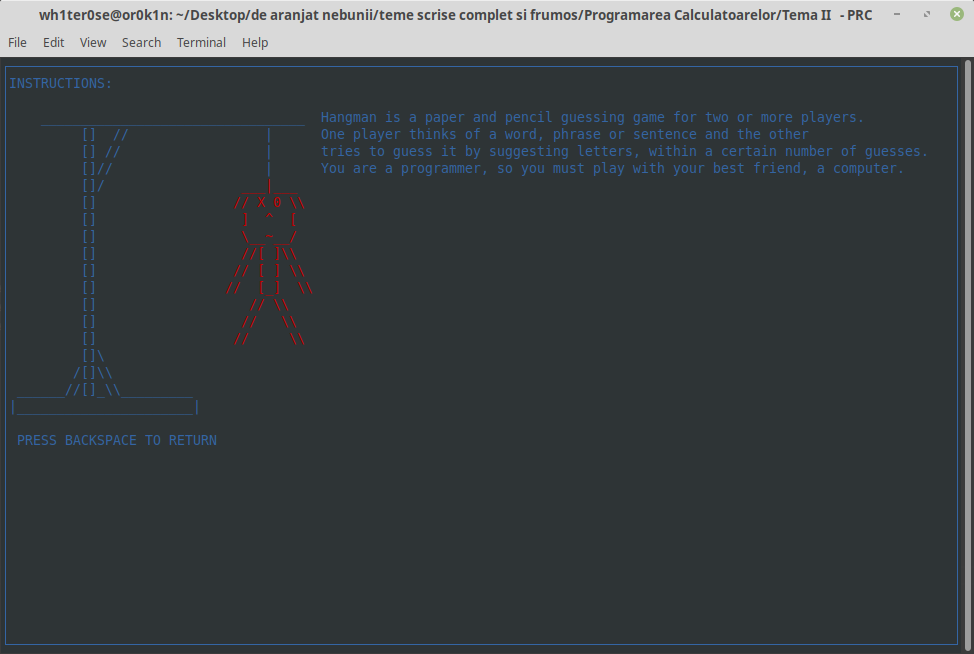 wh1ter0se@or0k1n: ~/Desktop/de aranjat nebunii/teme scrise complet si frumos/Programarea Calculatoarelor/Tema II - PRC
File Edit View Search Terminal Help
INSTRUCTIONS:
Hangman is a paper and pencil guessing game for two or more players.
One player thinks of a word, phrase or sentence and the other
tries to guess it by suggesting letters, within a certain number of guesses.
You are a programmer, so you must play with your best friend, a computer.
X O
PRESS BACKSPACE TO RETURN